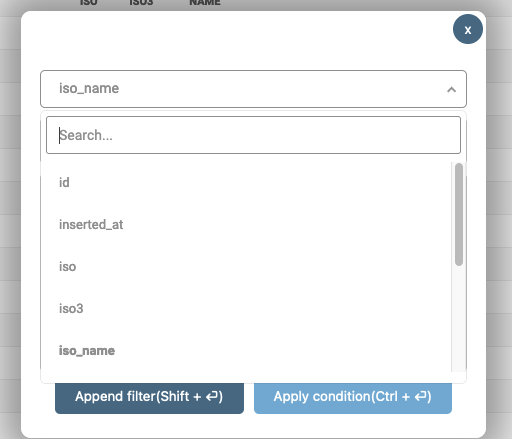 ISO ISO3 NAME
x
iso_name
Search...
id
inserted_at
iso
iso3
iso_name
Append filter(Shift + ⏎) Apply condition(Ctrl + ⏎)